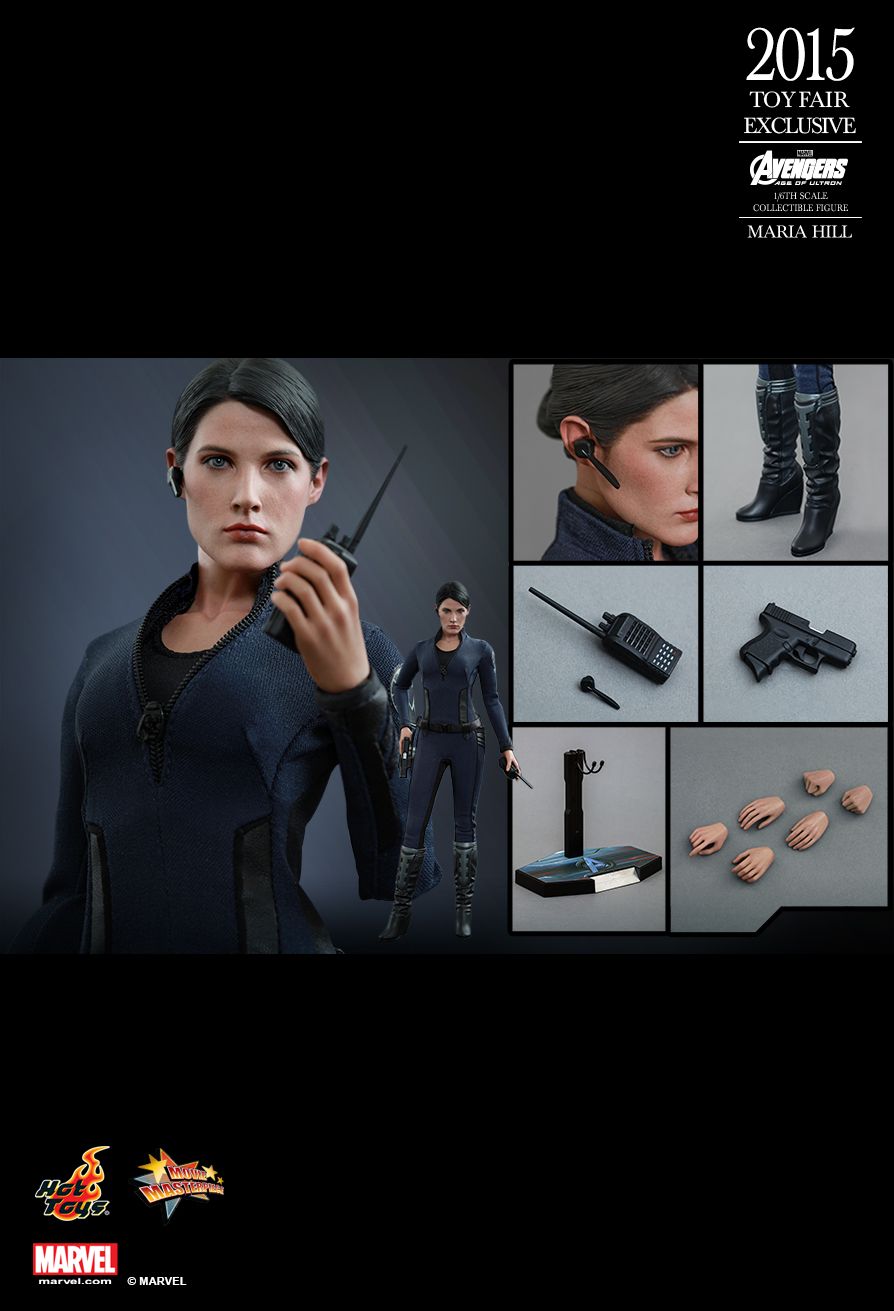 2015
TOY FAIR
EXCLUSIVE
MARVEL
AVENGERS
AGE OF ULTRON
1/6TH SCALE
COLLECTIBLE FIGURE
MARIA HILL
Hot Toys
MOVIE
MASTERPIECE
MARVEL
marvel.com
© MARVEL